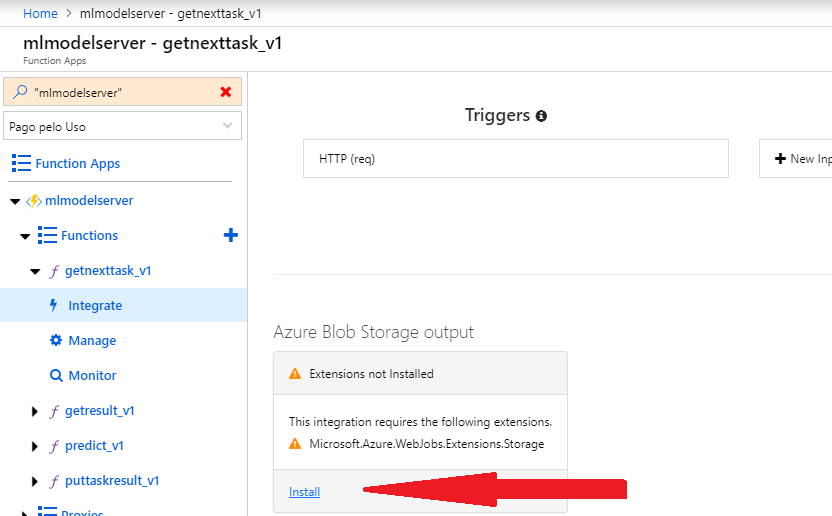 Home > mlmodelserver - getnexttask_v1
mlmodelserver - getnexttask_v1
Function Apps
"mlmodelserver"
Pago pelo Uso
Function Apps
mlmodelserver
Functions
getnexttask_v1
Integrate
Manage
Monitor
getresult_v1
predict_v1
puttaskresult_v1
Proxies
Triggers
HTTP (req)
New Inp
Azure Blob Storage output
Extensions not Installed
This integration requires the following extensions.
Microsoft.Azure.WebJobs.Extensions.Storage
Install